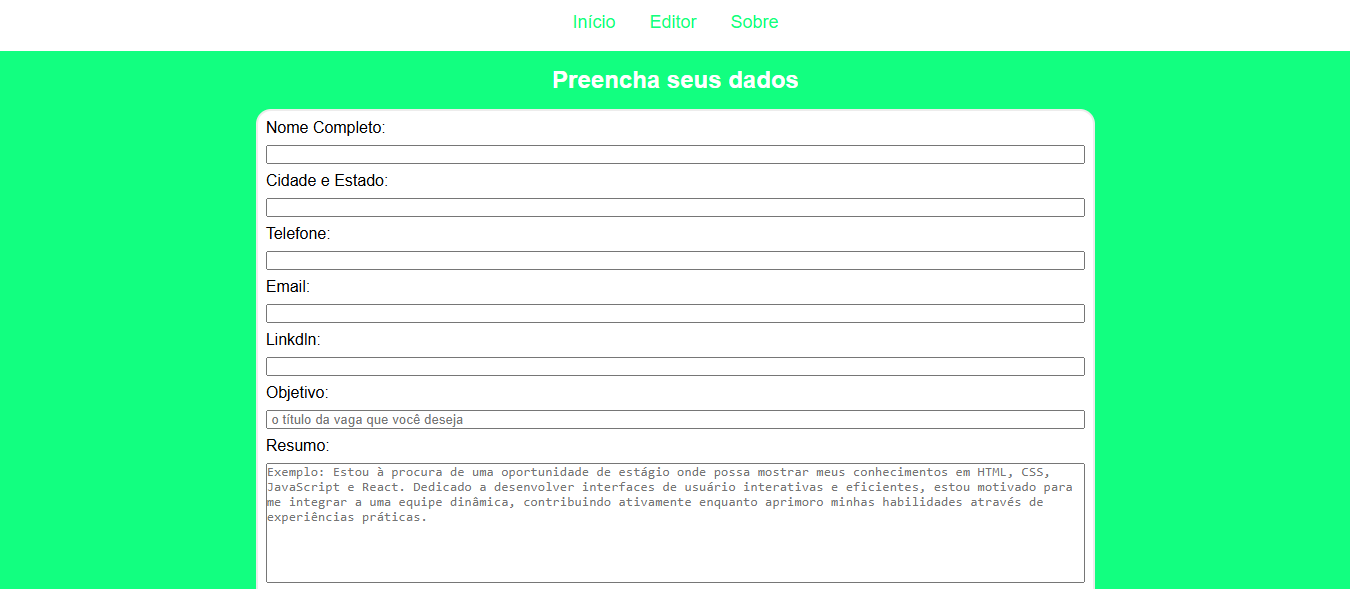 Início Editor Sobre
Preencha seus dados
Nome Completo:
Cidade e Estado:
Telefone:
Email:
LinkdIn:
Objetivo:
o título da vaga que você deseja
Resumo:
Exemplo: Estou à procura de uma oportunidade de estágio onde possa mostrar meus conhecimentos em HTML, CSS,
JavaScript e React. Dedicado a desenvolver interfaces de usuário interativas e eficientes, estou motivado para
me integrar a uma equipe dinâmica, contribuindo ativamente enquanto aprimoro minhas habilidades através de
experiências práticas.